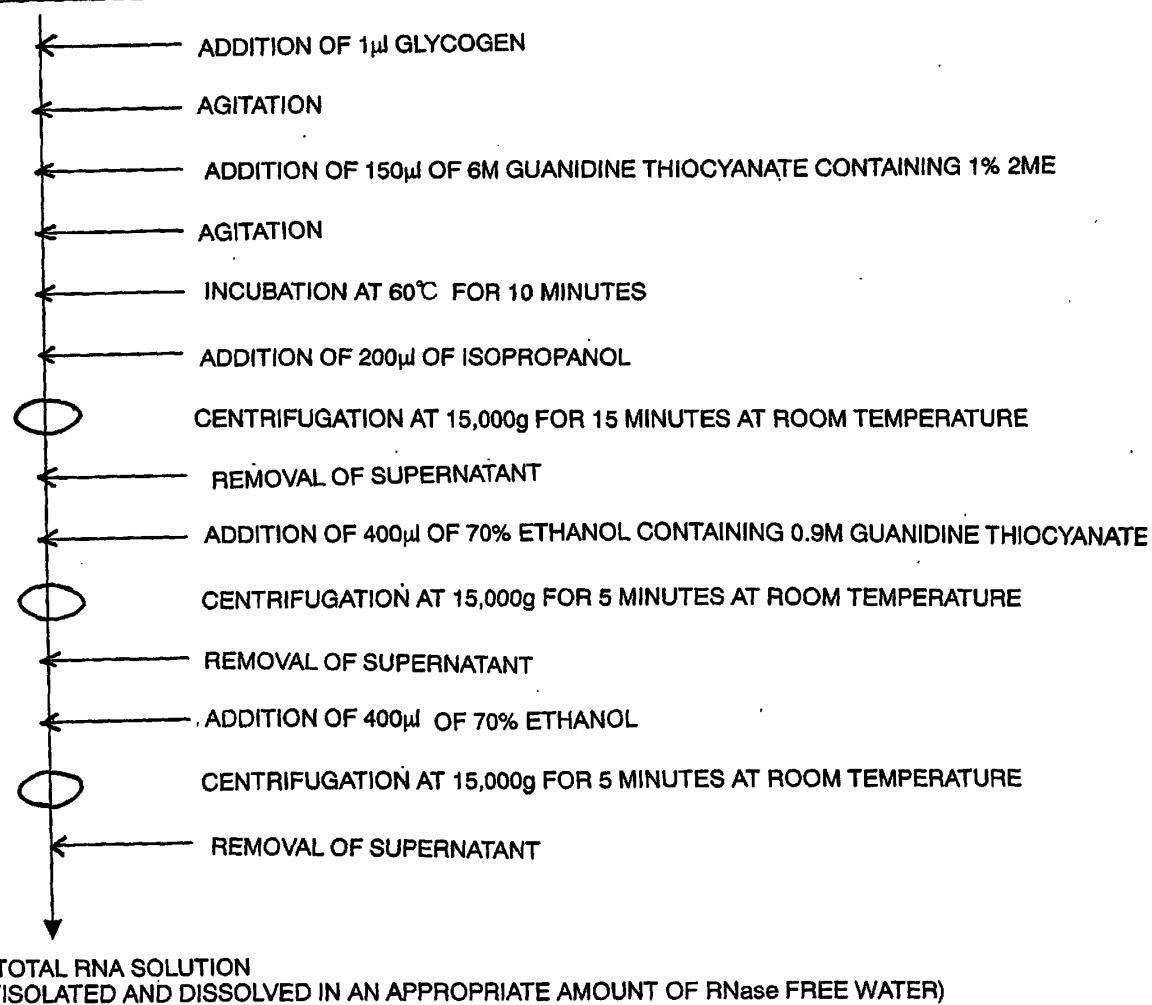 ADDITION OF 1µl GLYCOGEN
AGITATION
ADDITION OF 150µl OF 6M GUANIDINE THIOCYANATE CONTAINING 1% 2ME
AGITATION
INCUBATION AT 60℃ FOR 10 MINUTES
ADDITION OF 200µl OF ISOPROPANOL
CENTRIFUGATION AT 15,000g FOR 15 MINUTES AT ROOM TEMPERATURE
REMOVAL OF SUPERNATANT
ADDITION OF 400µl OF 70% ETHANOL CONTAINING 0.9M GUANIDINE THIOCYANATE
CENTRIFUGATION AT 15,000g FOR 5 MINUTES AT ROOM TEMPERATURE
REMOVAL OF SUPERNATANT
ADDITION OF 400µl OF 70% ETHANOL
CENTRIFUGATION AT 15,000g FOR 5 MINUTES AT ROOM TEMPERATURE
REMOVAL OF SUPERNATANT
TOTAL RNA SOLUTION
(ISOLATED AND DISSOLVED IN AN APPROPRIATE AMOUNT OF RNase FREE WATER)